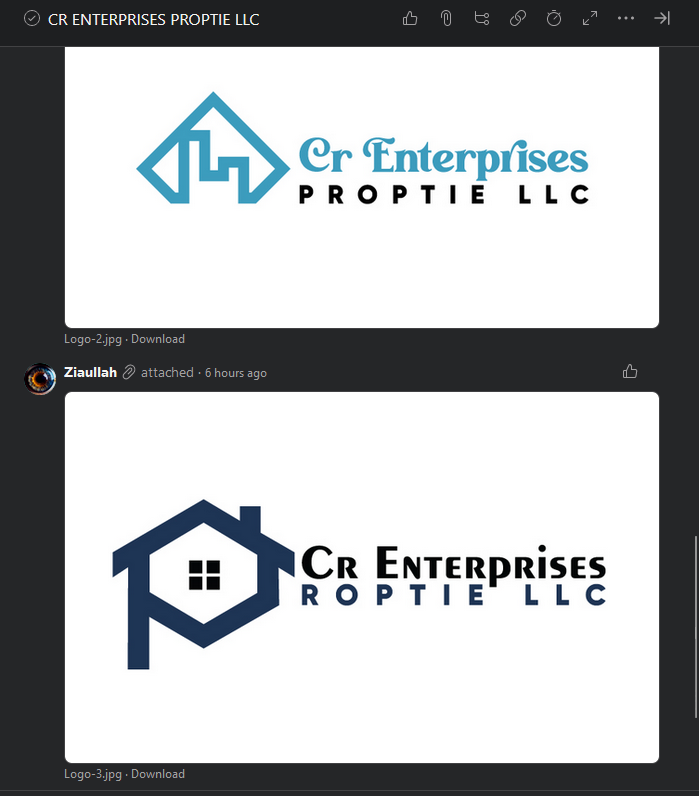 CR ENTERPRISES PROPTIE LLC
Cr Enterprises
PROPTIE LLC
Logo-2.jpg · Download
Ziaullah attached · 6 hours ago
Cr Enterprises
ROPTIE LLC
Logo-3.jpg · Download